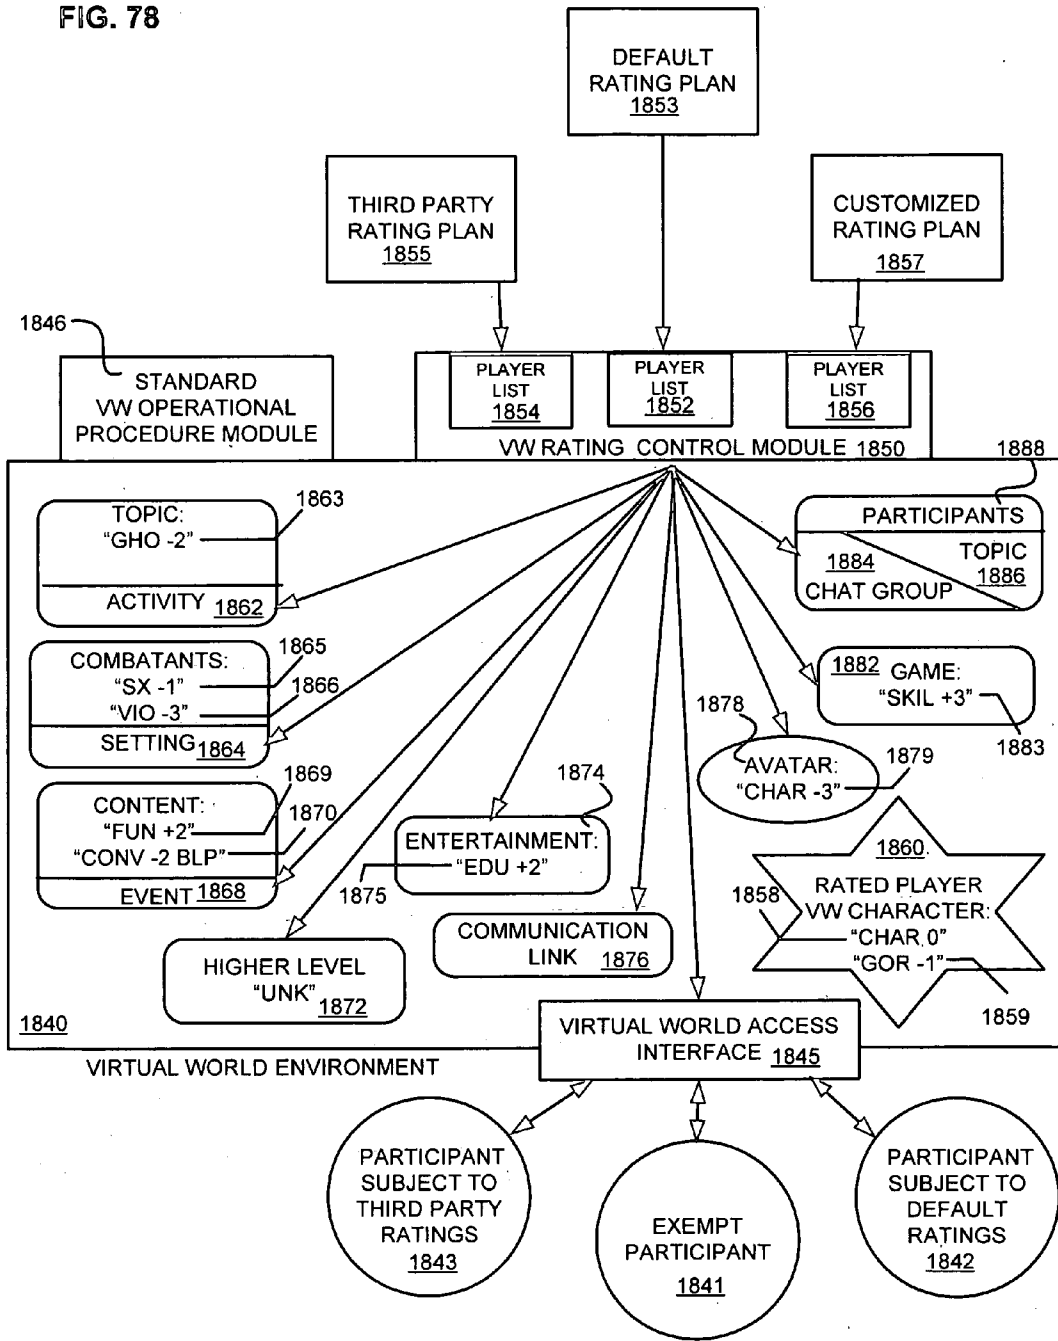 FIG. 78
DEFAULT
RATING PLAN
1853
THIRD PARTY
RATING PLAN
1855
CUSTOMIZED
RATING PLAN
1857
1846
STANDARD
VW OPERATIONAL
PROCEDURE MODULE
PLAYER
LIST
1854
PLAYER
LIST
1852
PLAYER
LIST
1856
VW RATING CONTROL MODULE 1850
1888
TOPIC:
"GHO -2"
1863
ACTIVITY 1862
PARTICIPANTS
1884
CHAT GROUP
TOPIC
1886
COMBATANTS:
"SX -1"
"VIO -3"
1865
1866
SETTING 1864
1882 GAME:
"SKIL +3"
1883
1878
AVATAR:
"CHAR -3"
1879
CONTENT:
"FUN +2"
"CONV -2 BLP"
1869
1870
EVENT 1868
1874
ENTERTAINMENT:
"EDU +2"
1875
1860
RATED PLAYER
VW CHARACTER:
"CHAR 0"
"GOR -1"
1858
1859
COMMUNICATION
LINK 1876
HIGHER LEVEL
"UNK" 1872
1840
VIRTUAL WORLD ACCESS
INTERFACE 1845
VIRTUAL WORLD ENVIRONMENT
PARTICIPANT
SUBJECT TO
THIRD PARTY
RATINGS
1843
EXEMPT
PARTICIPANT
1841
PARTICIPANT
SUBJECT TO
DEFAULT
RATINGS
1842